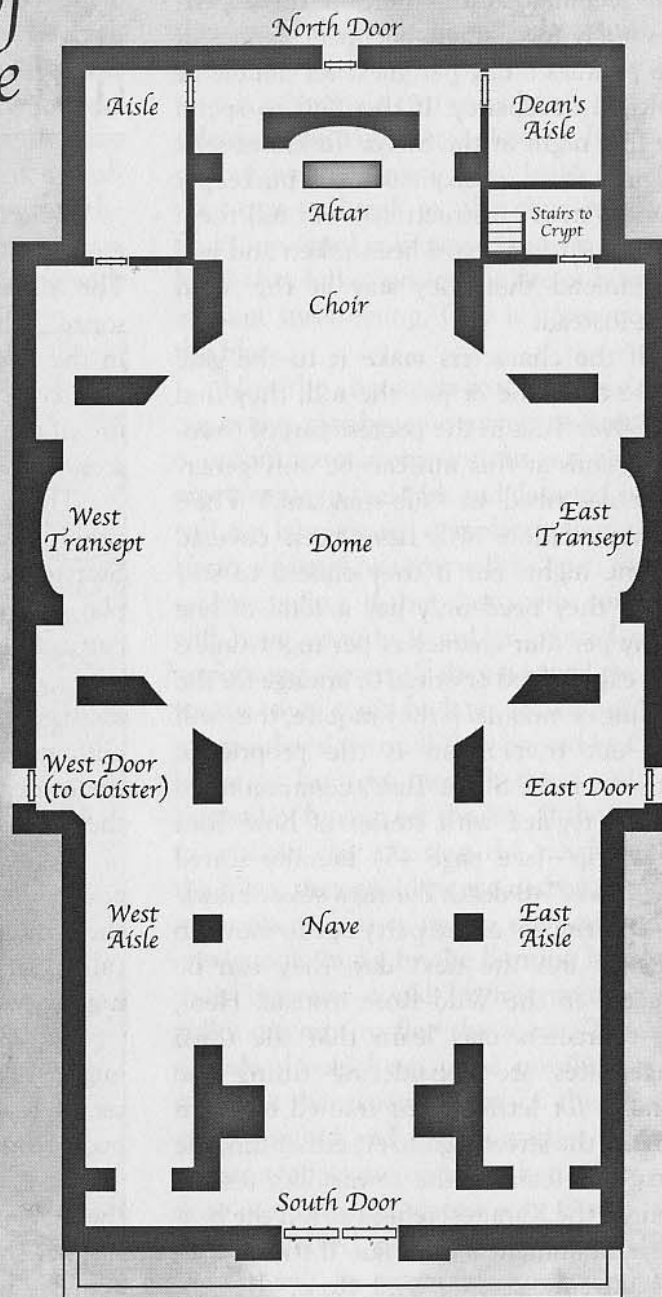 North Door
Aisle
Dean's
Aisle
Altar
Stairs to
Crypt
Choir
West
Transept
Dome
East
Transept
West Door
(to Cloister)
East Door
West
Aisle
Nave
East
Aisle
South Door